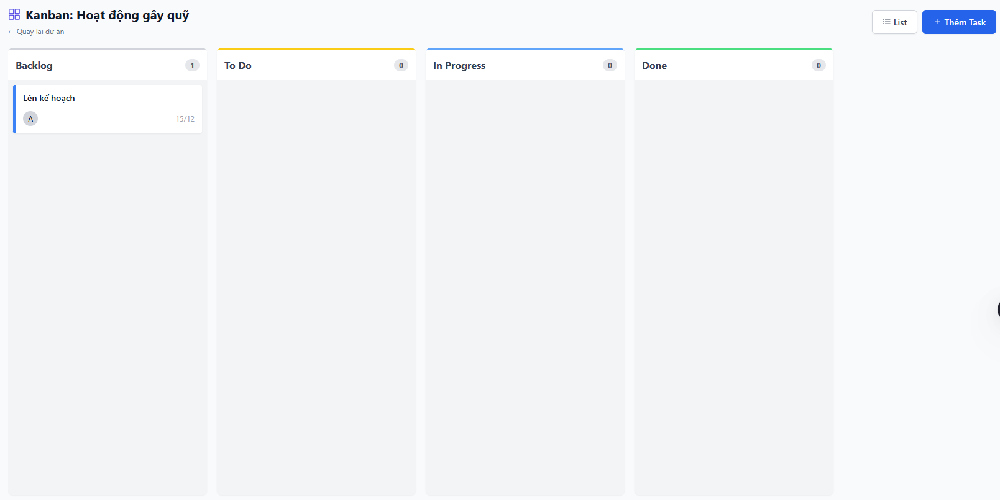 Kanban: Hoạt động gây quỹ
← Quay lại dự án
List
+ Thêm Task
Backlog
1
To Do
0
In Progress
0
Done
0
Lên kế hoạch
A
15/12